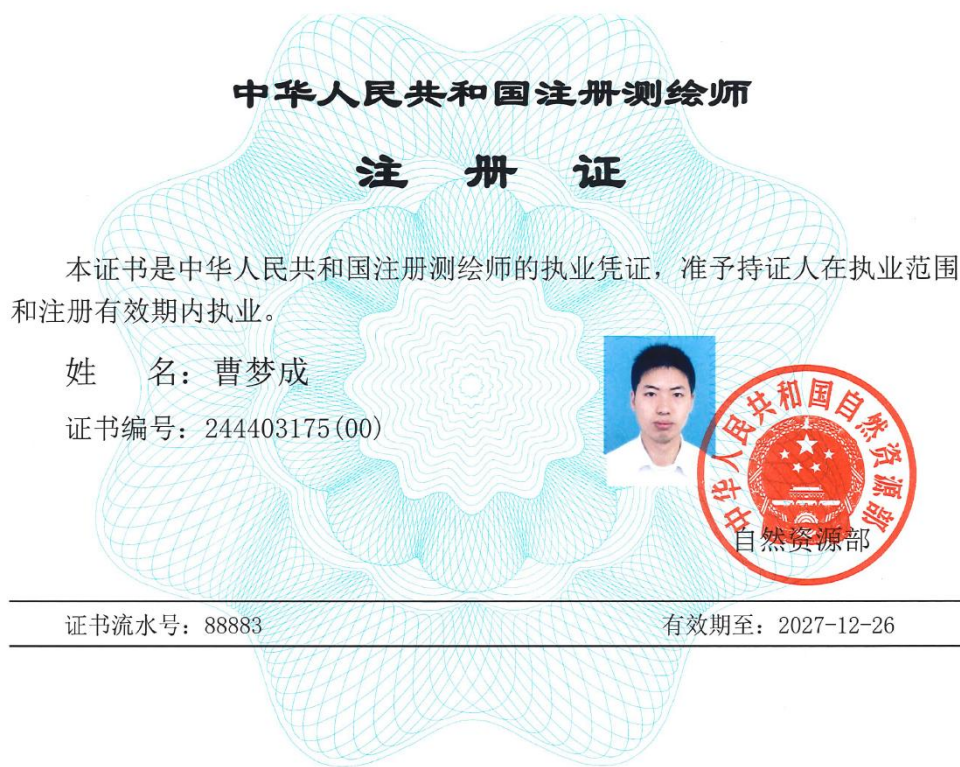 中华人民共和国注册测绘师
注 册 证
本证书是中华人民共和国注册测绘师的执业凭证，准予持证人在执业范围
和注册有效期内执业。
姓 名：曹梦成
证书编号：244403175(00)
中华人民共和国自然资源部
自然资源部
证书流水号：88883
有效期至：2027-12-26